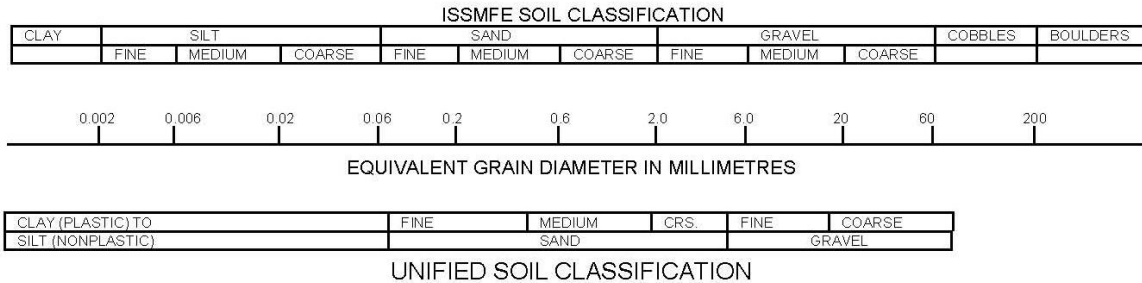 ISSMFE SOIL CLASSIFICATION
CLAY SILT SAND GRAVEL COBBLES BOULDERS
FINE MEDIUM COARSE FINE MEDIUM COARSE FINE MEDIUM COARSE
0.002 0.006 0.02 0.06 0.2 0.6 2.0 6.0 20 60 200
EQUIVALENT GRAIN DIAMETER IN MILLIMETRES
CLAY (PLASTIC) TO FINE MEDIUM CRS. FINE COARSE
SILT (NONPLASTIC) SAND GRAVEL
UNIFIED SOIL CLASSIFICATION